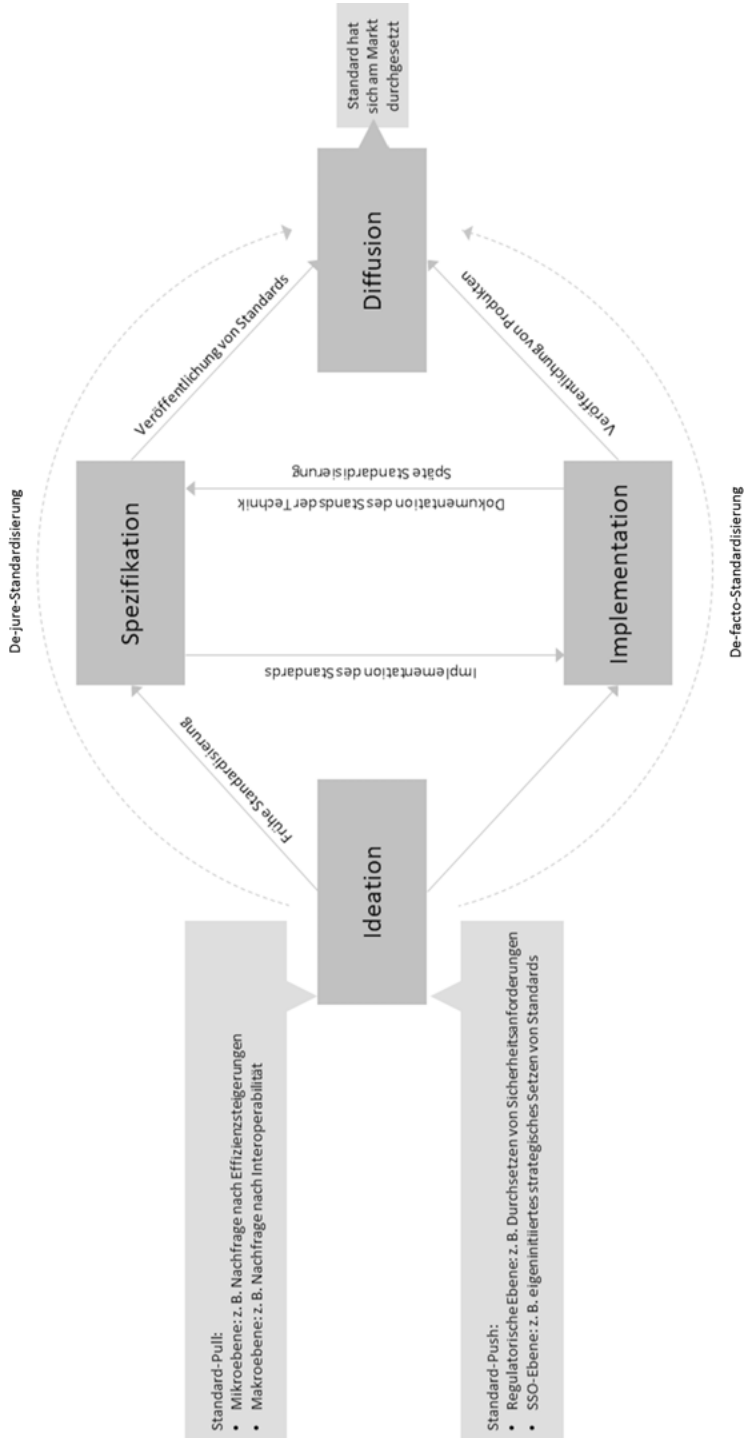 De-jure-Standardisierung
Standard-Pull:
• Mikroebene: z. B. Nachfrage nach Effizienzsteigerungen
• Makroebene: z. B. Nachfrage nach Interoperabilität
Frühe Standardisierung
Spezifikation
Veröffentlichung von Standards
Ideation
Implementation des Standards
Dokumentation des Stands der Technik
Späte Standardisierung
Diffusion
Standard hat
sich am Markt
durchgesetzt
Standard-Push:
• Regulatorische Ebene: z. B. Durchsetzen von Sicherheitsanforderungen
• SSO-Ebene: z. B. eigeninitiiertes strategisches Setzen von Standards
Implementation
Veröffentlichung von Produkten
De-facto-Standardisierung